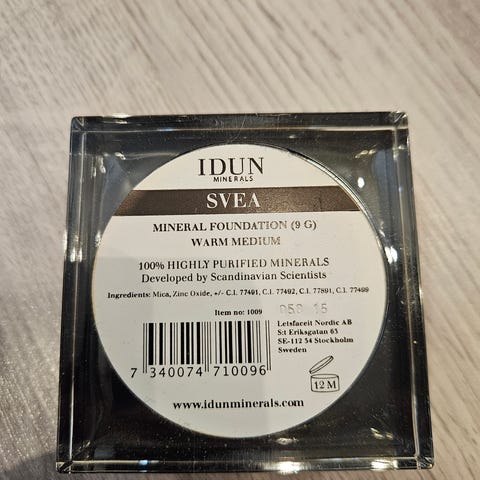 IDUN
MINERALS
SVEA
MINERAL FOUNDATION (9 G)
WARM MEDIUM
100% HIGHLY PURIFIED MINERALS
Developed by Scandinavian Scientists
Ingredients: Mica, Zinc Oxide, +/- C.I. 77491, C.I. 77492, C.I. 77891, C.I. 77499
Item no: 1009
Letsfaceit Nordic AB
S:t Eriksgatan 63
SE-112 34 Stockholm
Sweden
7 340074 710096
12 M
www.idunminerals.com